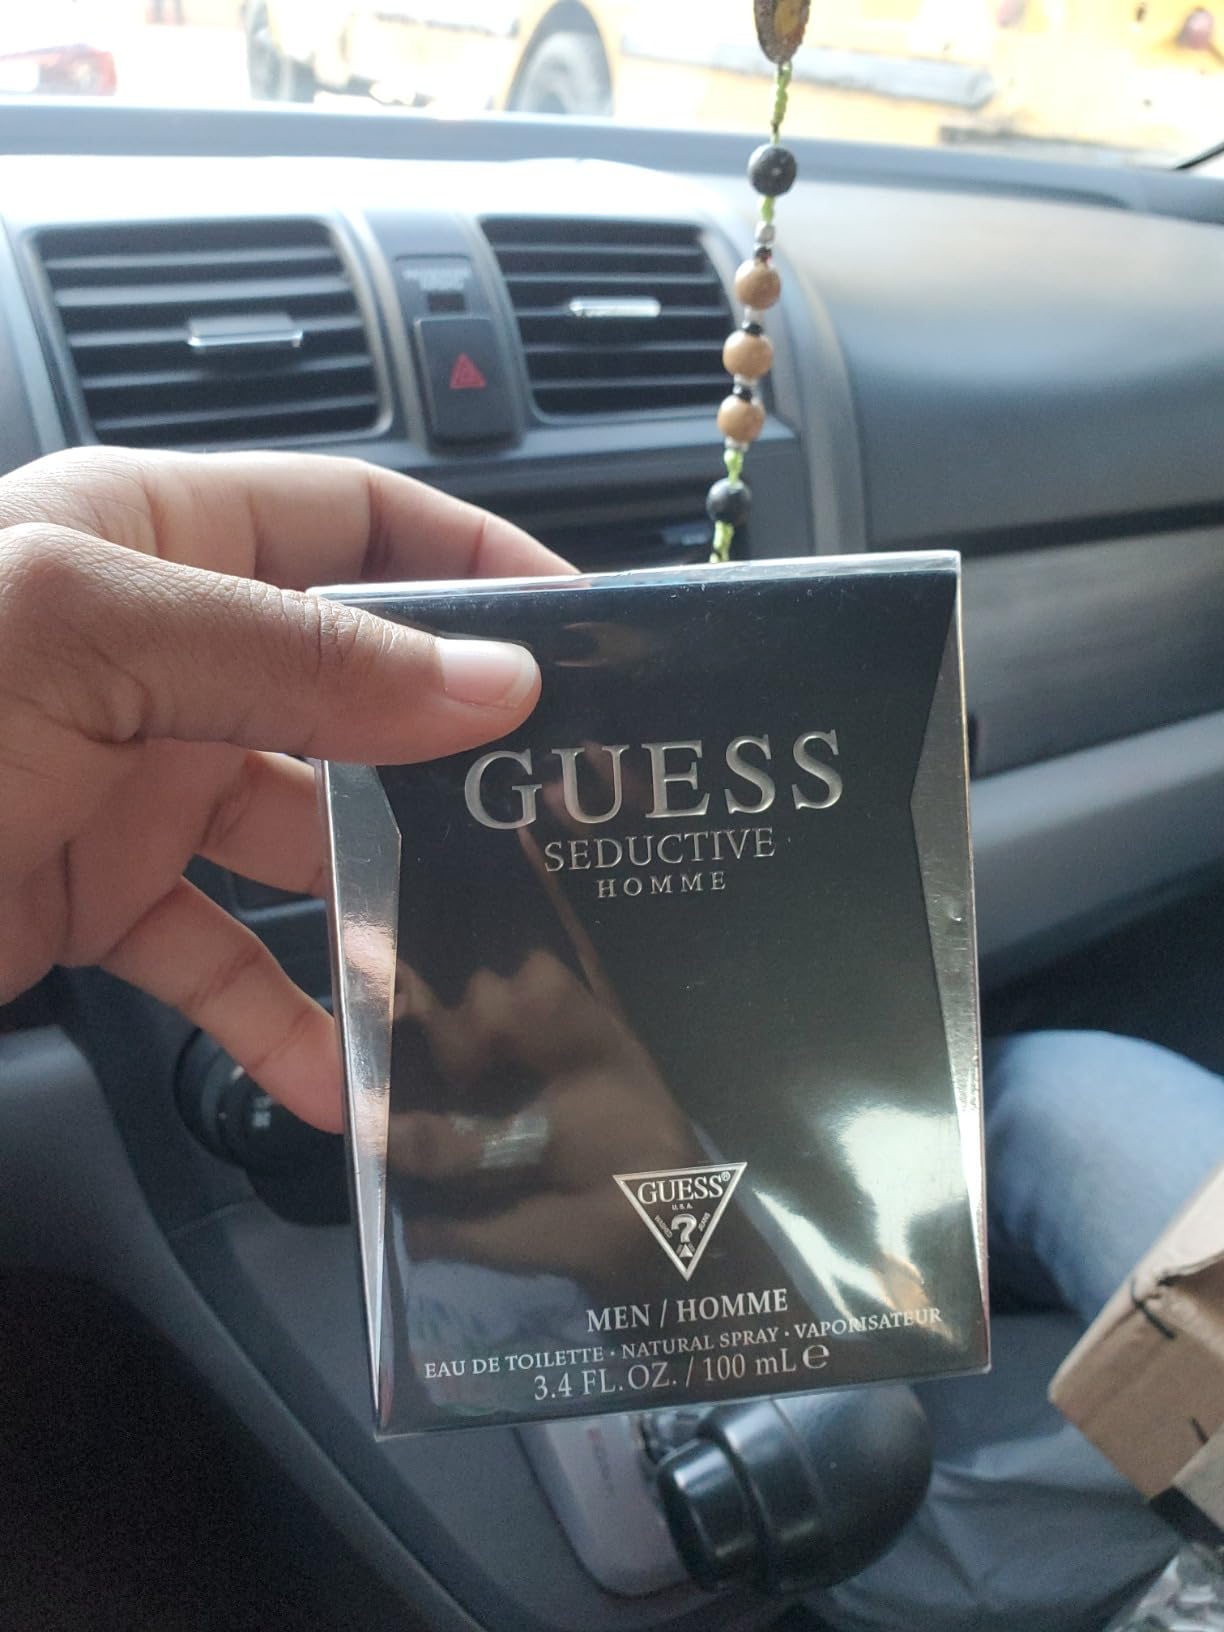 GUESS
SEDUCTIVE
HOMME
GUESS®
U.S.A.
?
MEN / HOMME
EAU DE TOILETTE · NATURAL SPRAY · VAPORISATEUR
3.4 FL.OZ. / 100 mL e